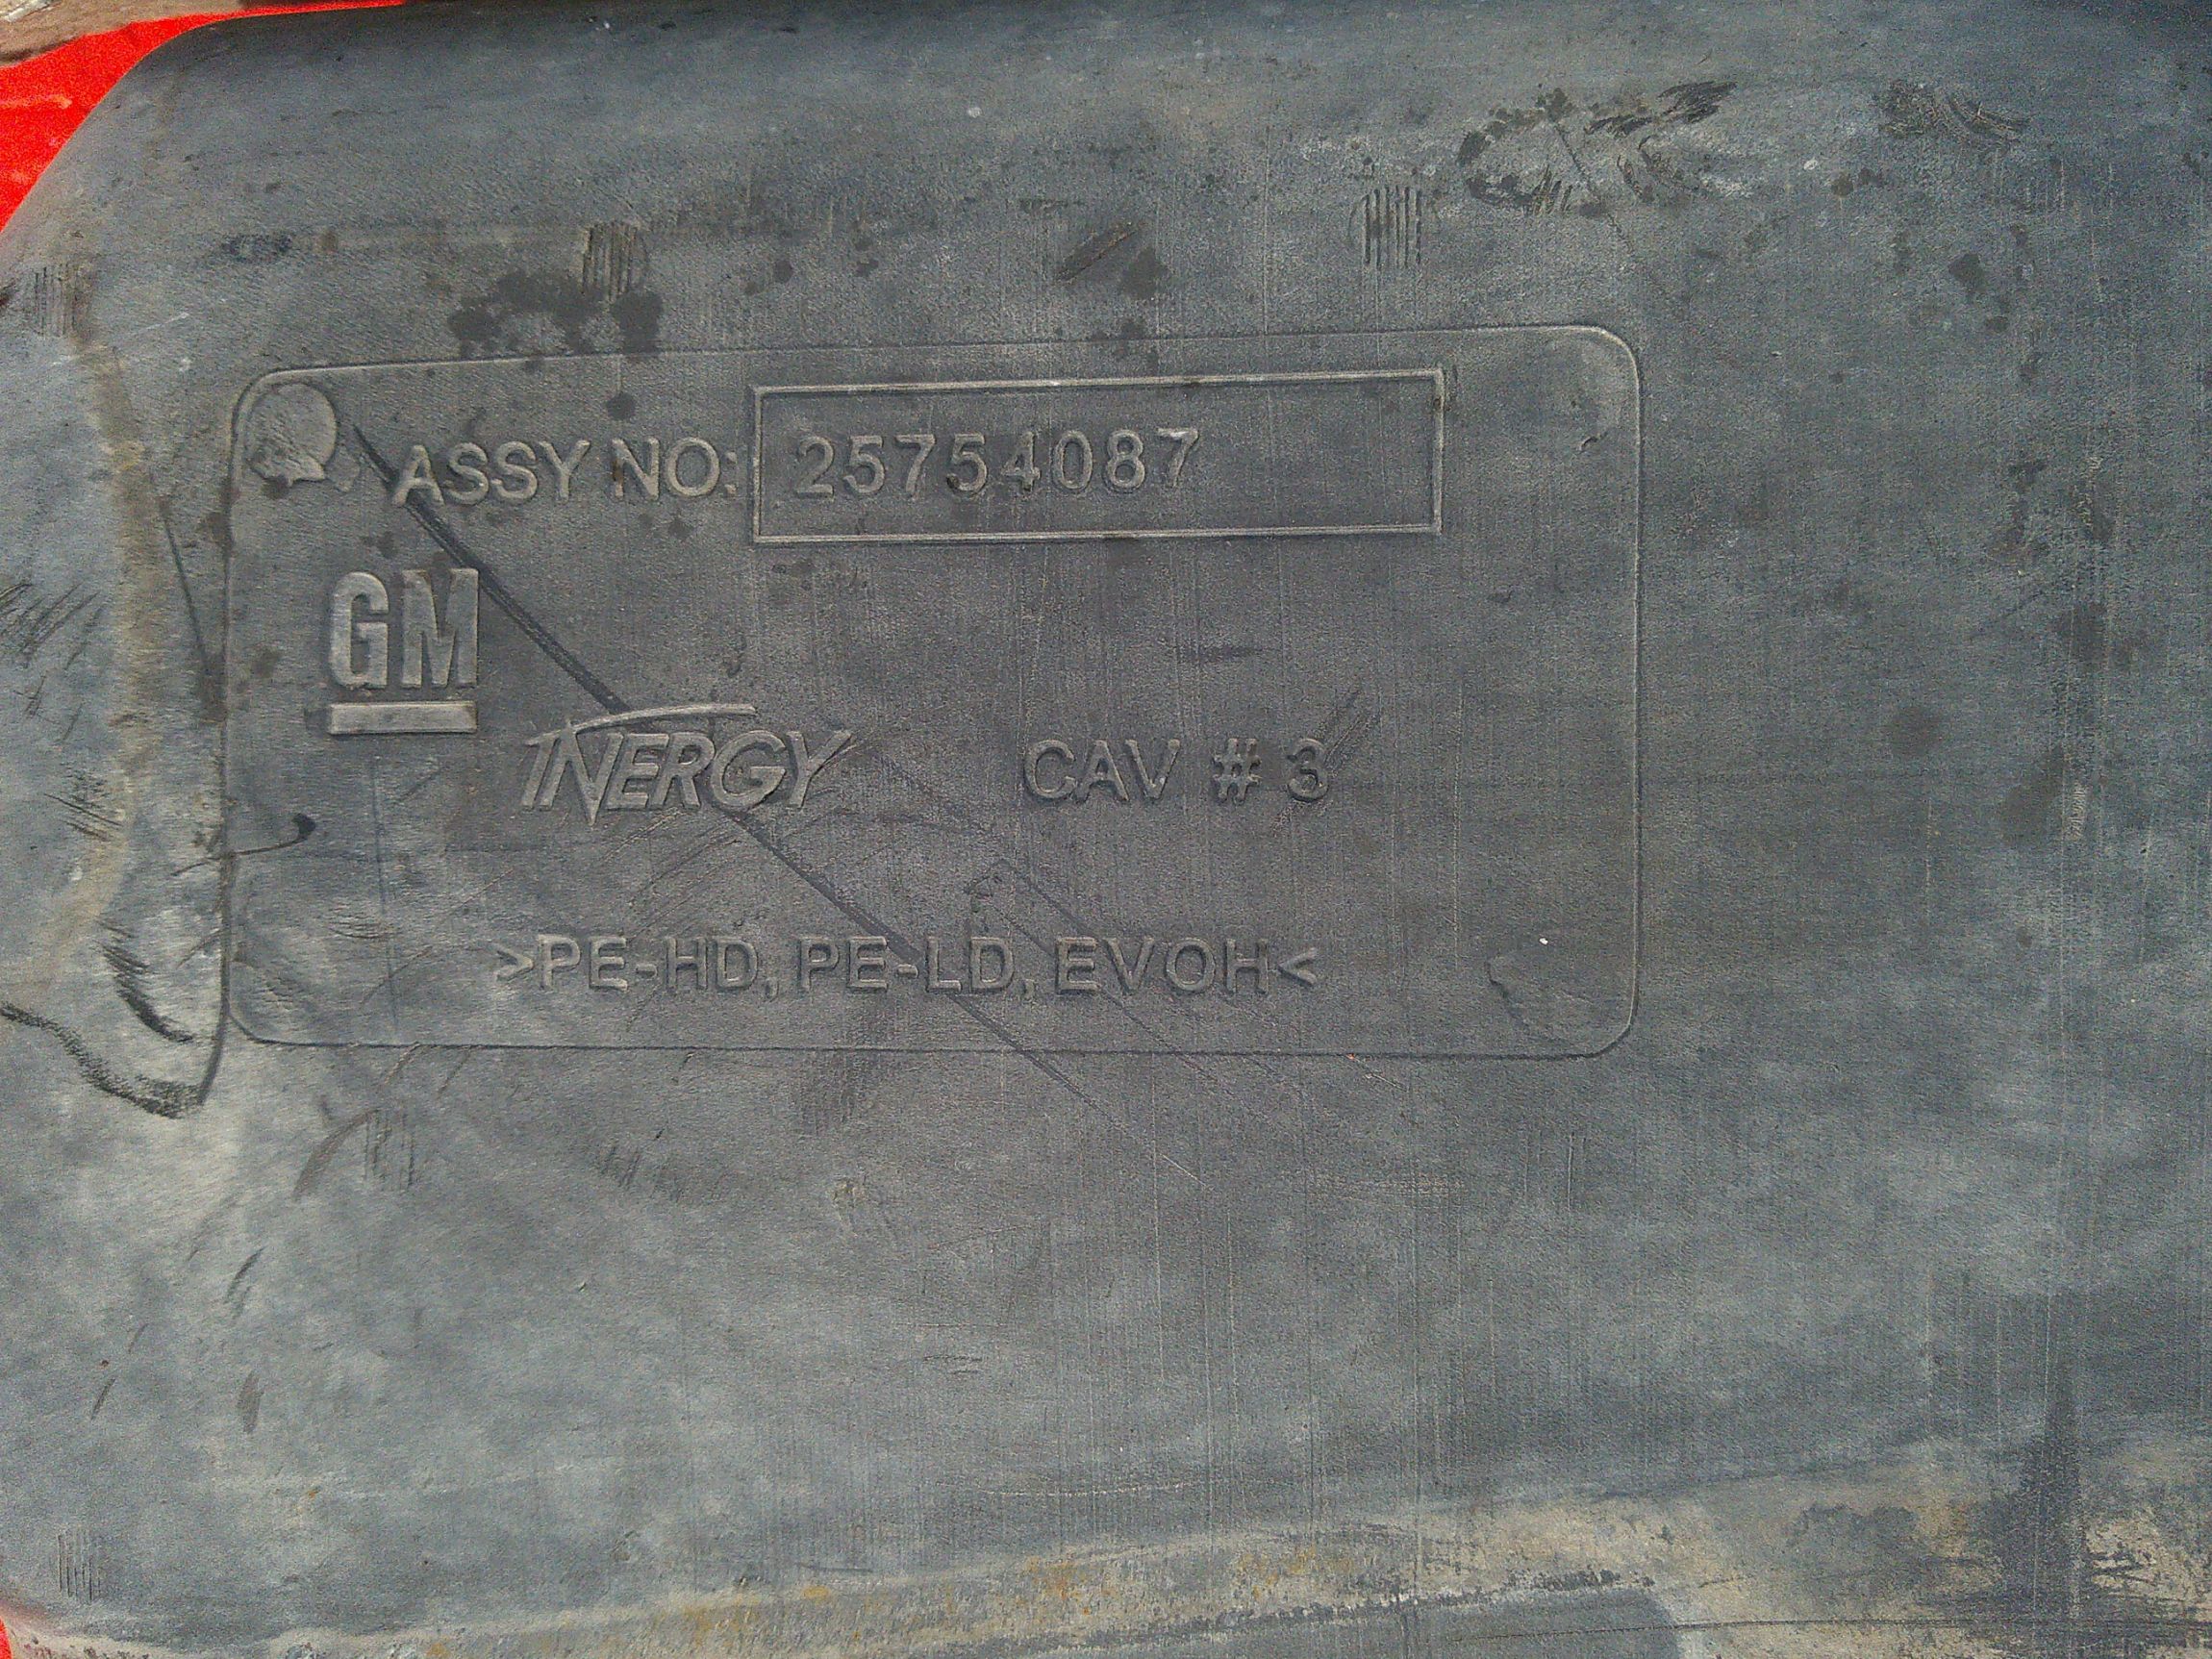 ASSY NO: 25754087
GM
INERGY CAV # 3
>PE-HD, PE-LD, EVOH<